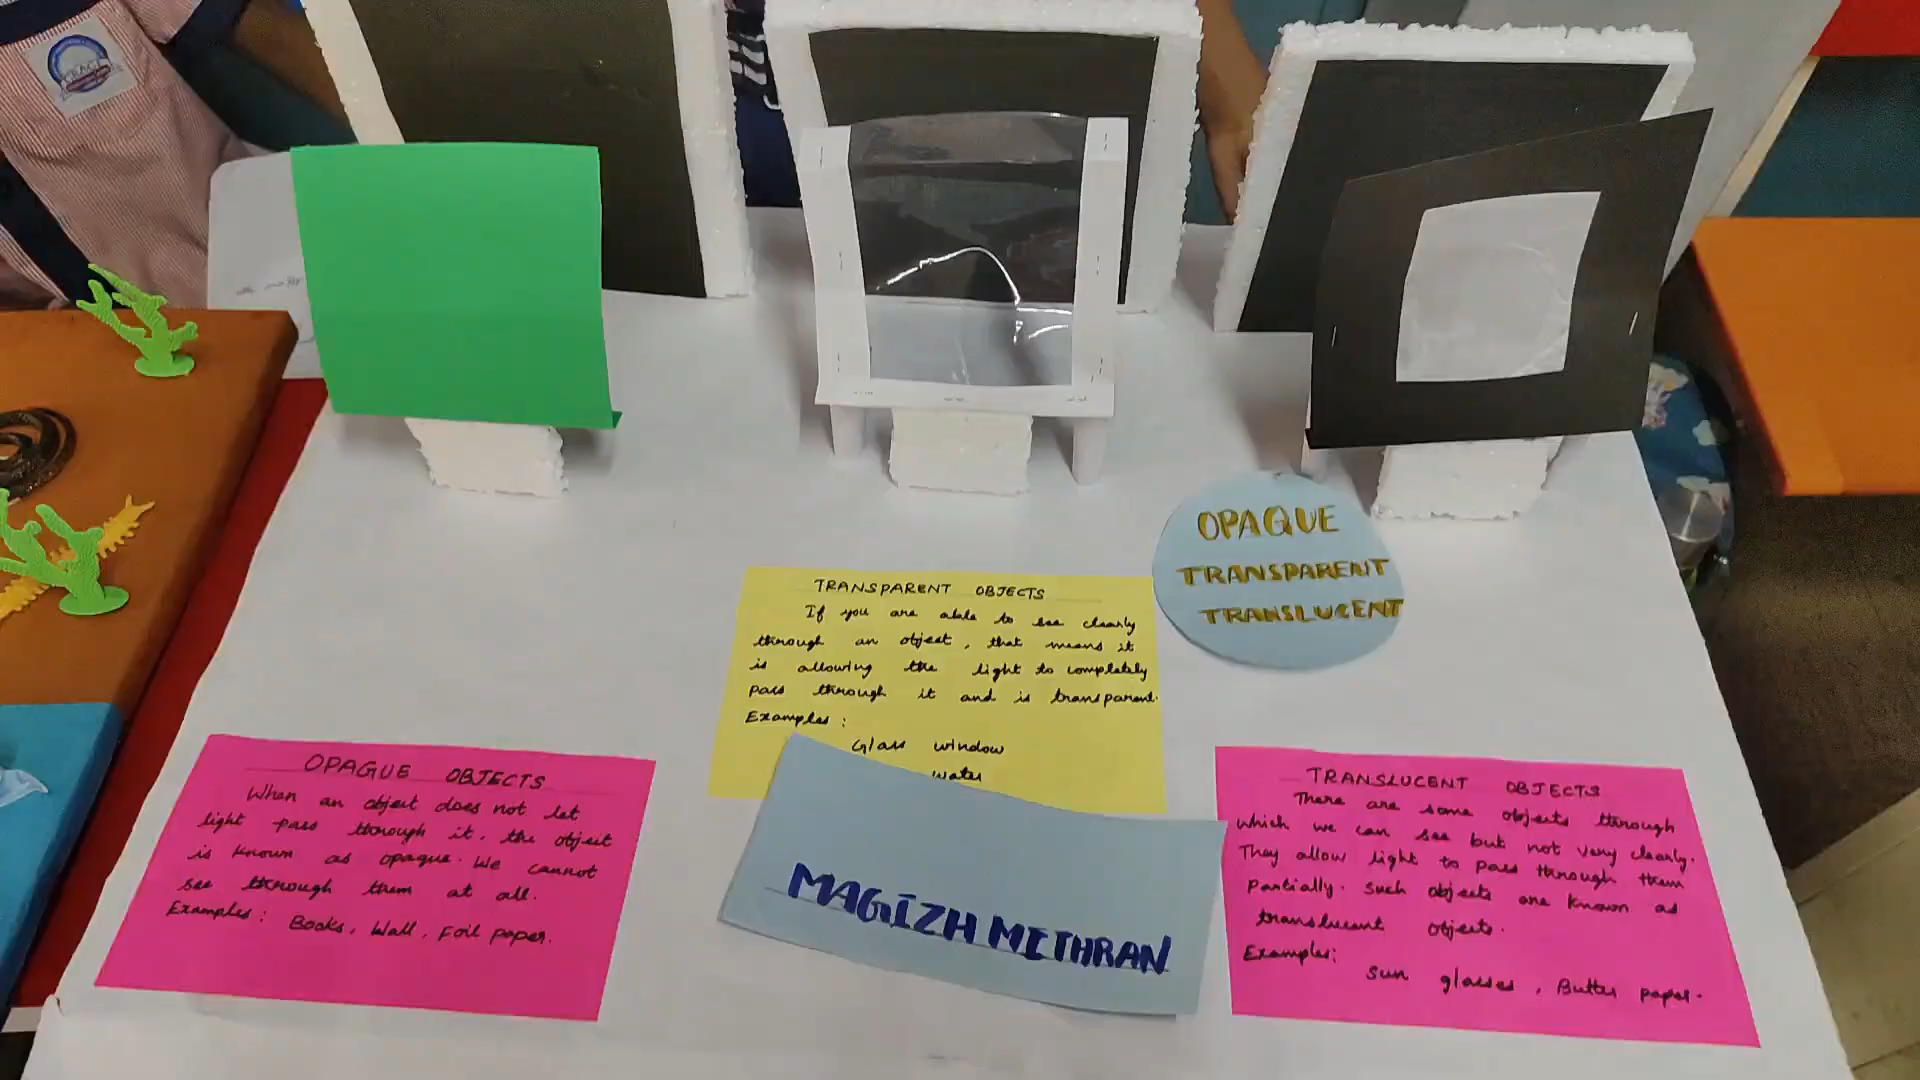 OPAQUE
TRANSPARENT
TRANSLUCENT
TRANSPARENT OBJECTS
If you are able to see clearly
through an object, that means it
is allowing the light to completely
pass through it and is transparent.
Examples :
Glass window
water
OPAGUE OBJECTS
When an object does not let
light pass through it, the object
is known as opaque. We cannot
see through them at all.
Examples : Books, Wall, Foil paper.
MAGIZH MITHRAN
TRANSLUCENT OBJECTS
There are some objects through
which we can see but not very clearly.
They allow light to pass through them
partially. Such objects are known as
translucent objects.
Examples:
Sun glasses, Butter paper.